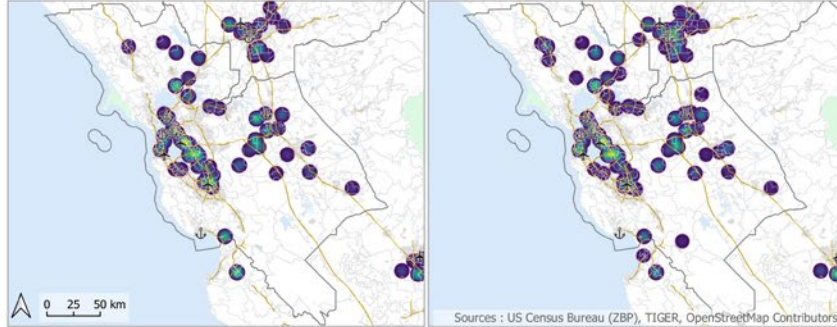 0 25 50 km
Sources : US Census Bureau (ZBP), TIGER, OpenStreetMap Contributors